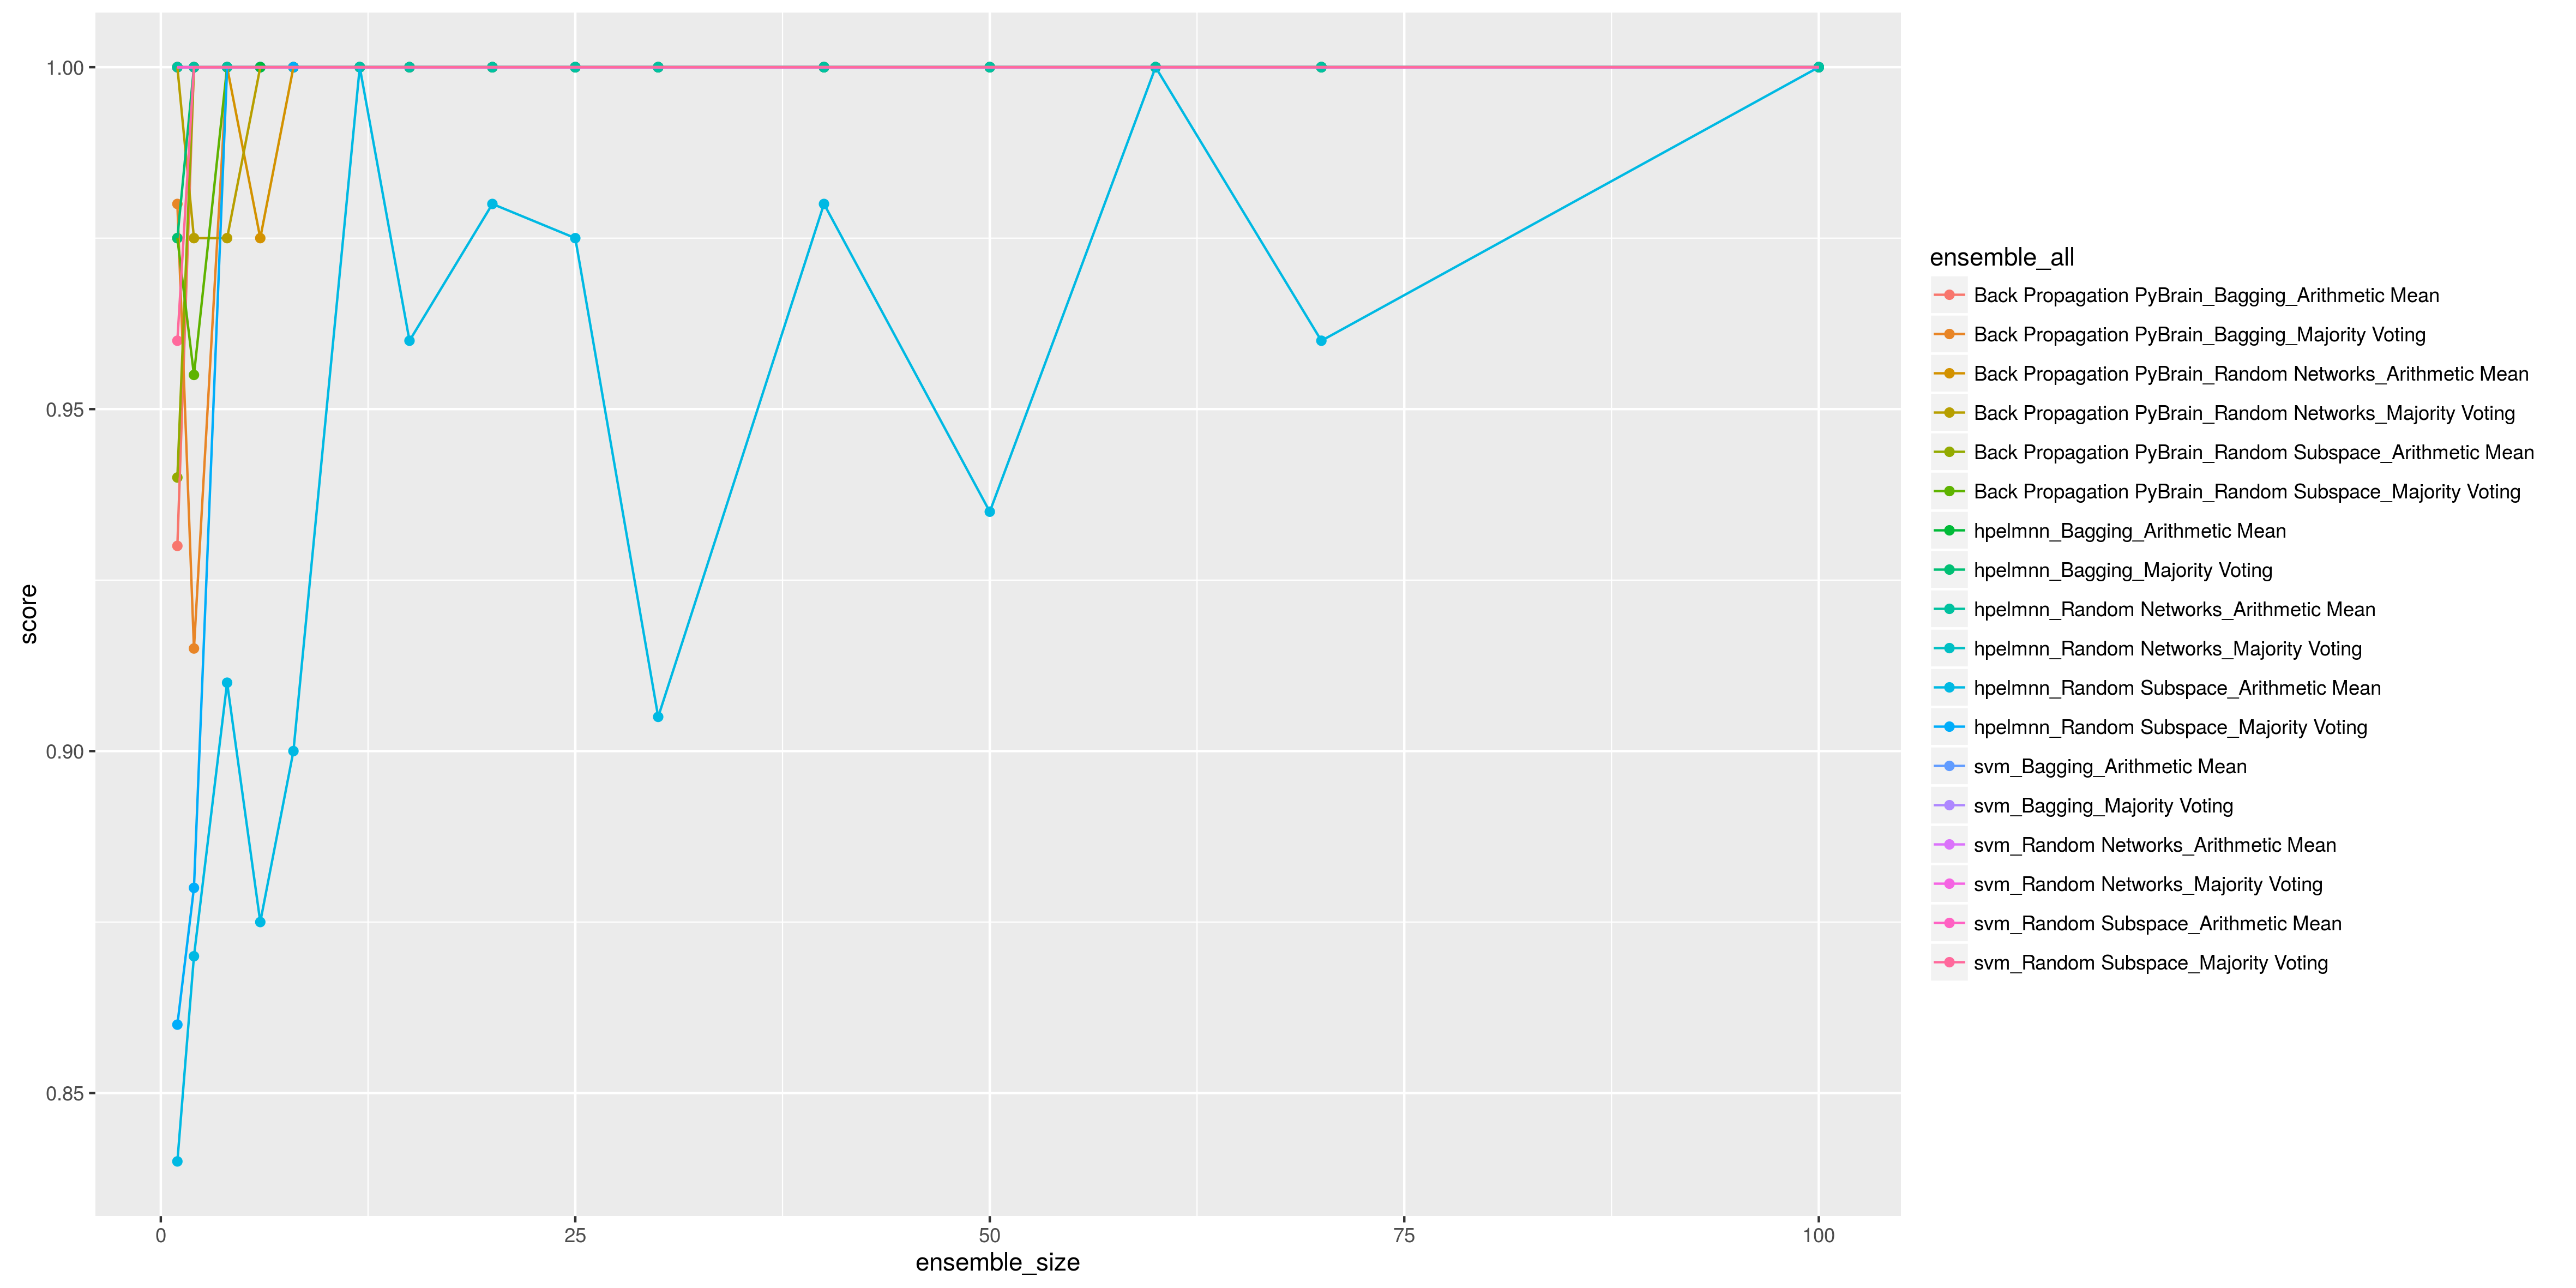 1.00
0.95
0.90
0.85
score
0
25
50
75
100
ensemble_size
ensemble_all
Back Propagation PyBrain_Bagging_Arithmetic Mean
Back Propagation PyBrain_Bagging_Majority Voting
Back Propagation PyBrain_Random Networks_Arithmetic Mean
Back Propagation PyBrain_Random Networks_Majority Voting
Back Propagation PyBrain_Random Subspace_Arithmetic Mean
Back Propagation PyBrain_Random Subspace_Majority Voting
hpelmnn_Bagging_Arithmetic Mean
hpelmnn_Bagging_Majority Voting
hpelmnn_Random Networks_Arithmetic Mean
hpelmnn_Random Networks_Majority Voting
hpelmnn_Random Subspace_Arithmetic Mean
hpelmnn_Random Subspace_Majority Voting
svm_Bagging_Arithmetic Mean
svm_Bagging_Majority Voting
svm_Random Networks_Arithmetic Mean
svm_Random Networks_Majority Voting
svm_Random Subspace_Arithmetic Mean
svm_Random Subspace_Majority Voting